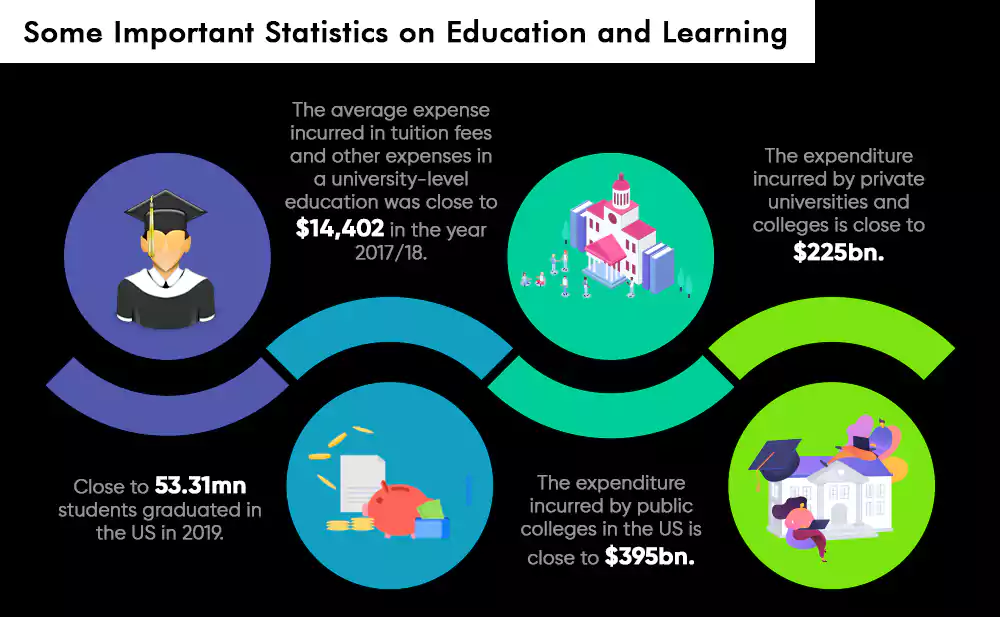 Some Important Statistics on Education and Learning
Close to 53.31mn
students graduated in
the US in 2019.
The average expense
incurred in tuition fees
and other expenses in
a university-level
education was close to
$14,402 in the year
2017/18.
The expenditure
incurred by public
colleges in the US is
close to $395bn.
The expenditure
incurred by private
universities and
colleges is close to
$225bn.